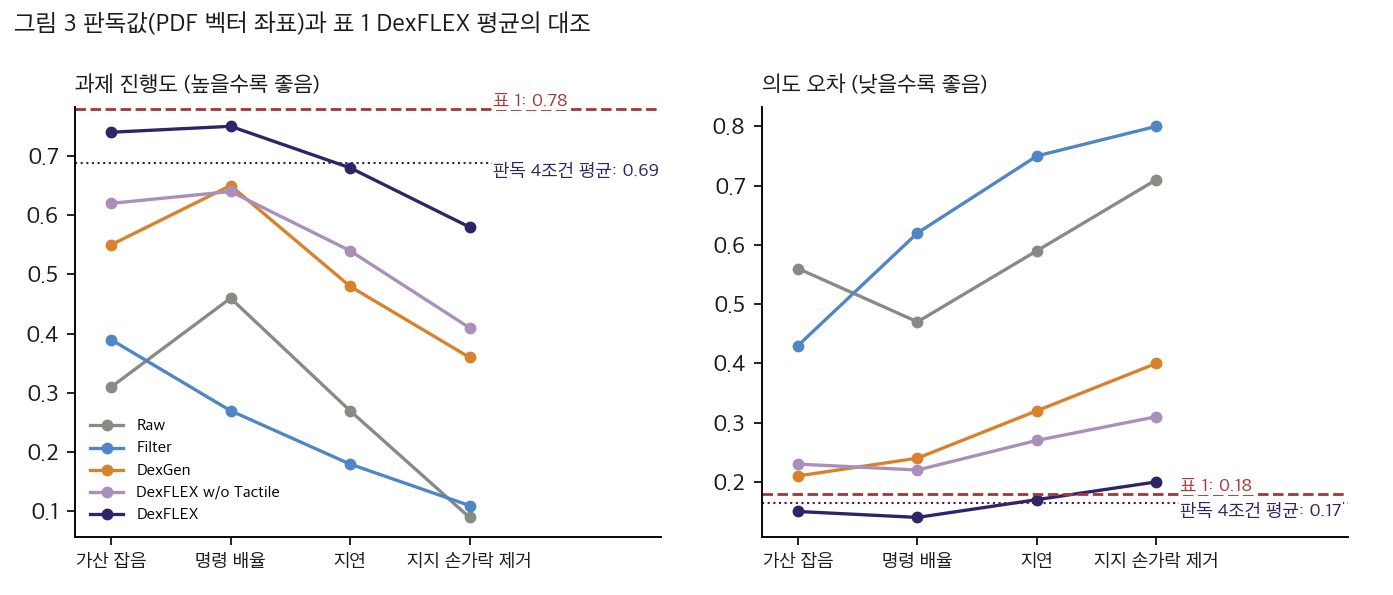 그림 3 판독값(PDF 벡터 좌표)과 표 1 DexFLEX 평균의 대조
과제 진행도 (높을수록 좋음)
표 1: 0.78
판독 4조건 평균: 0.69
0.7
0.6
0.5
0.4
0.3
0.2
0.1
Raw
Filter
DexGen
DexFLEX w/o Tactile
DexFLEX
가산 잡음
명령 배율
지연
지지 손가락 제거
의도 오차 (낮을수록 좋음)
0.8
0.7
0.6
0.5
0.4
0.3
0.2
표 1: 0.18
판독 4조건 평균: 0.17
가산 잡음
명령 배율
지연
지지 손가락 제거